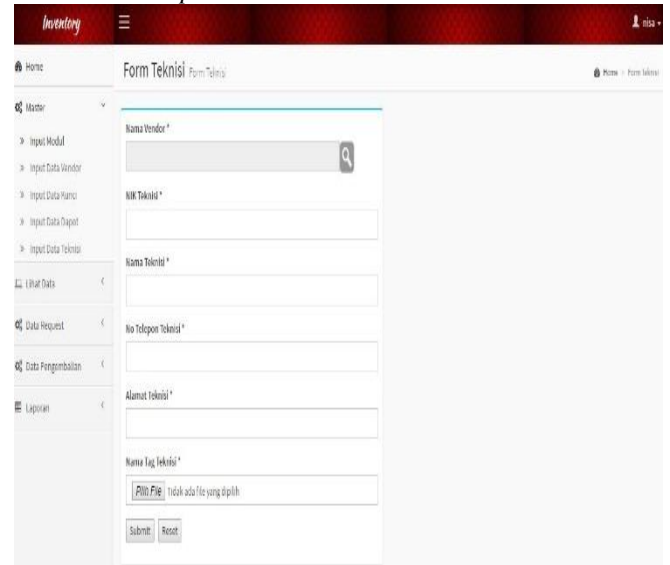 Inventory
nisa
Home
Form Teknisi Form Teknisi
Home > Form Teknisi
Master
Input Modul
Input Data Vendor
Input Data Kunci
Input Data Dapot
Input Data Teknisi
Lihat Data
Data Request
Data Pengembalian
Laporan
Nama Vendor *
NIK Teknisi *
Nama Teknisi *
No Telepon Teknisi *
Alamat Teknisi *
Nama Tag Teknisi *
Pilih File Tidak ada file yang dipilih
Submit Reset